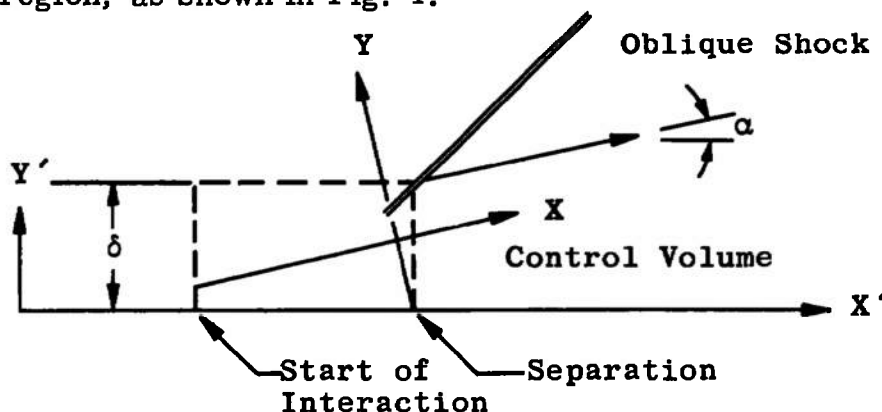 region, as shown in Fig. 1.
Y
Oblique Shock
α
Y´
δ
X
Control Volume
X´
Start of
Interaction
Separation